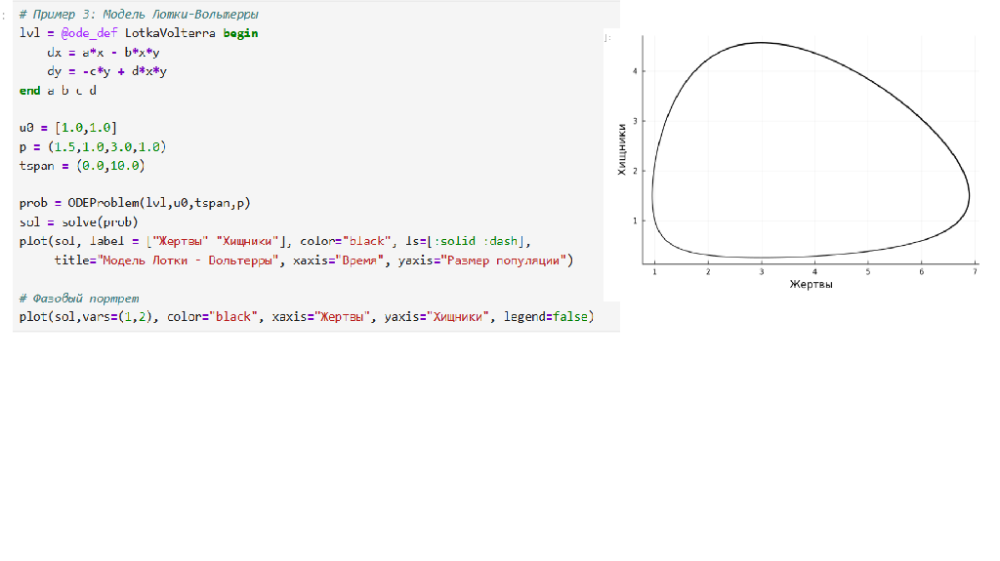 :
# Пример 3: Модель Лотки-Вольтерры
lvl = @ode_def LotkaVolterra begin
    dx = a*x - b*x*y
    dy = -c*y + d*x*y
end a b c d
u0 = [1.0,1.0]
p = (1.5,1.0,3.0,1.0)
tspan = (0.0,10.0)
prob = ODEProblem(lvl,u0,tspan,p)
sol = solve(prob)
plot(sol, label = ["Жертвы" "Хищники"], color="black", ls=[:solid :dash],
     title="Модель Лотки - Вольтерры", xaxis="Время", yaxis="Размер популяции")
# Фазовый портрет
plot(sol,vars=(1,2), color="black", xaxis="Жертвы", yaxis="Хищники", legend=false)
]:
Хищники
4
3
2
1
1 2 3 4 5 6 7
Жертвы